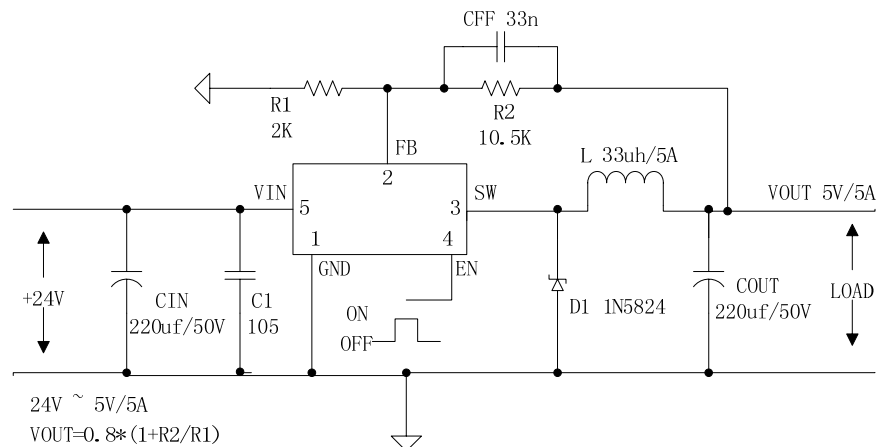 CFF 33n
R1
2K
R2
10.5K
FB
L 33uh/5A
2
VIN
SW
VOUT 5V/5A
5
3
1
4
GND
EN
+24V
CIN
220uf/50V
C1
105
ON
OFF
D1 1N5824
COUT
220uf/50V
LOAD
24V ~ 5V/5A
VOUT=0.8*(1+R2/R1)